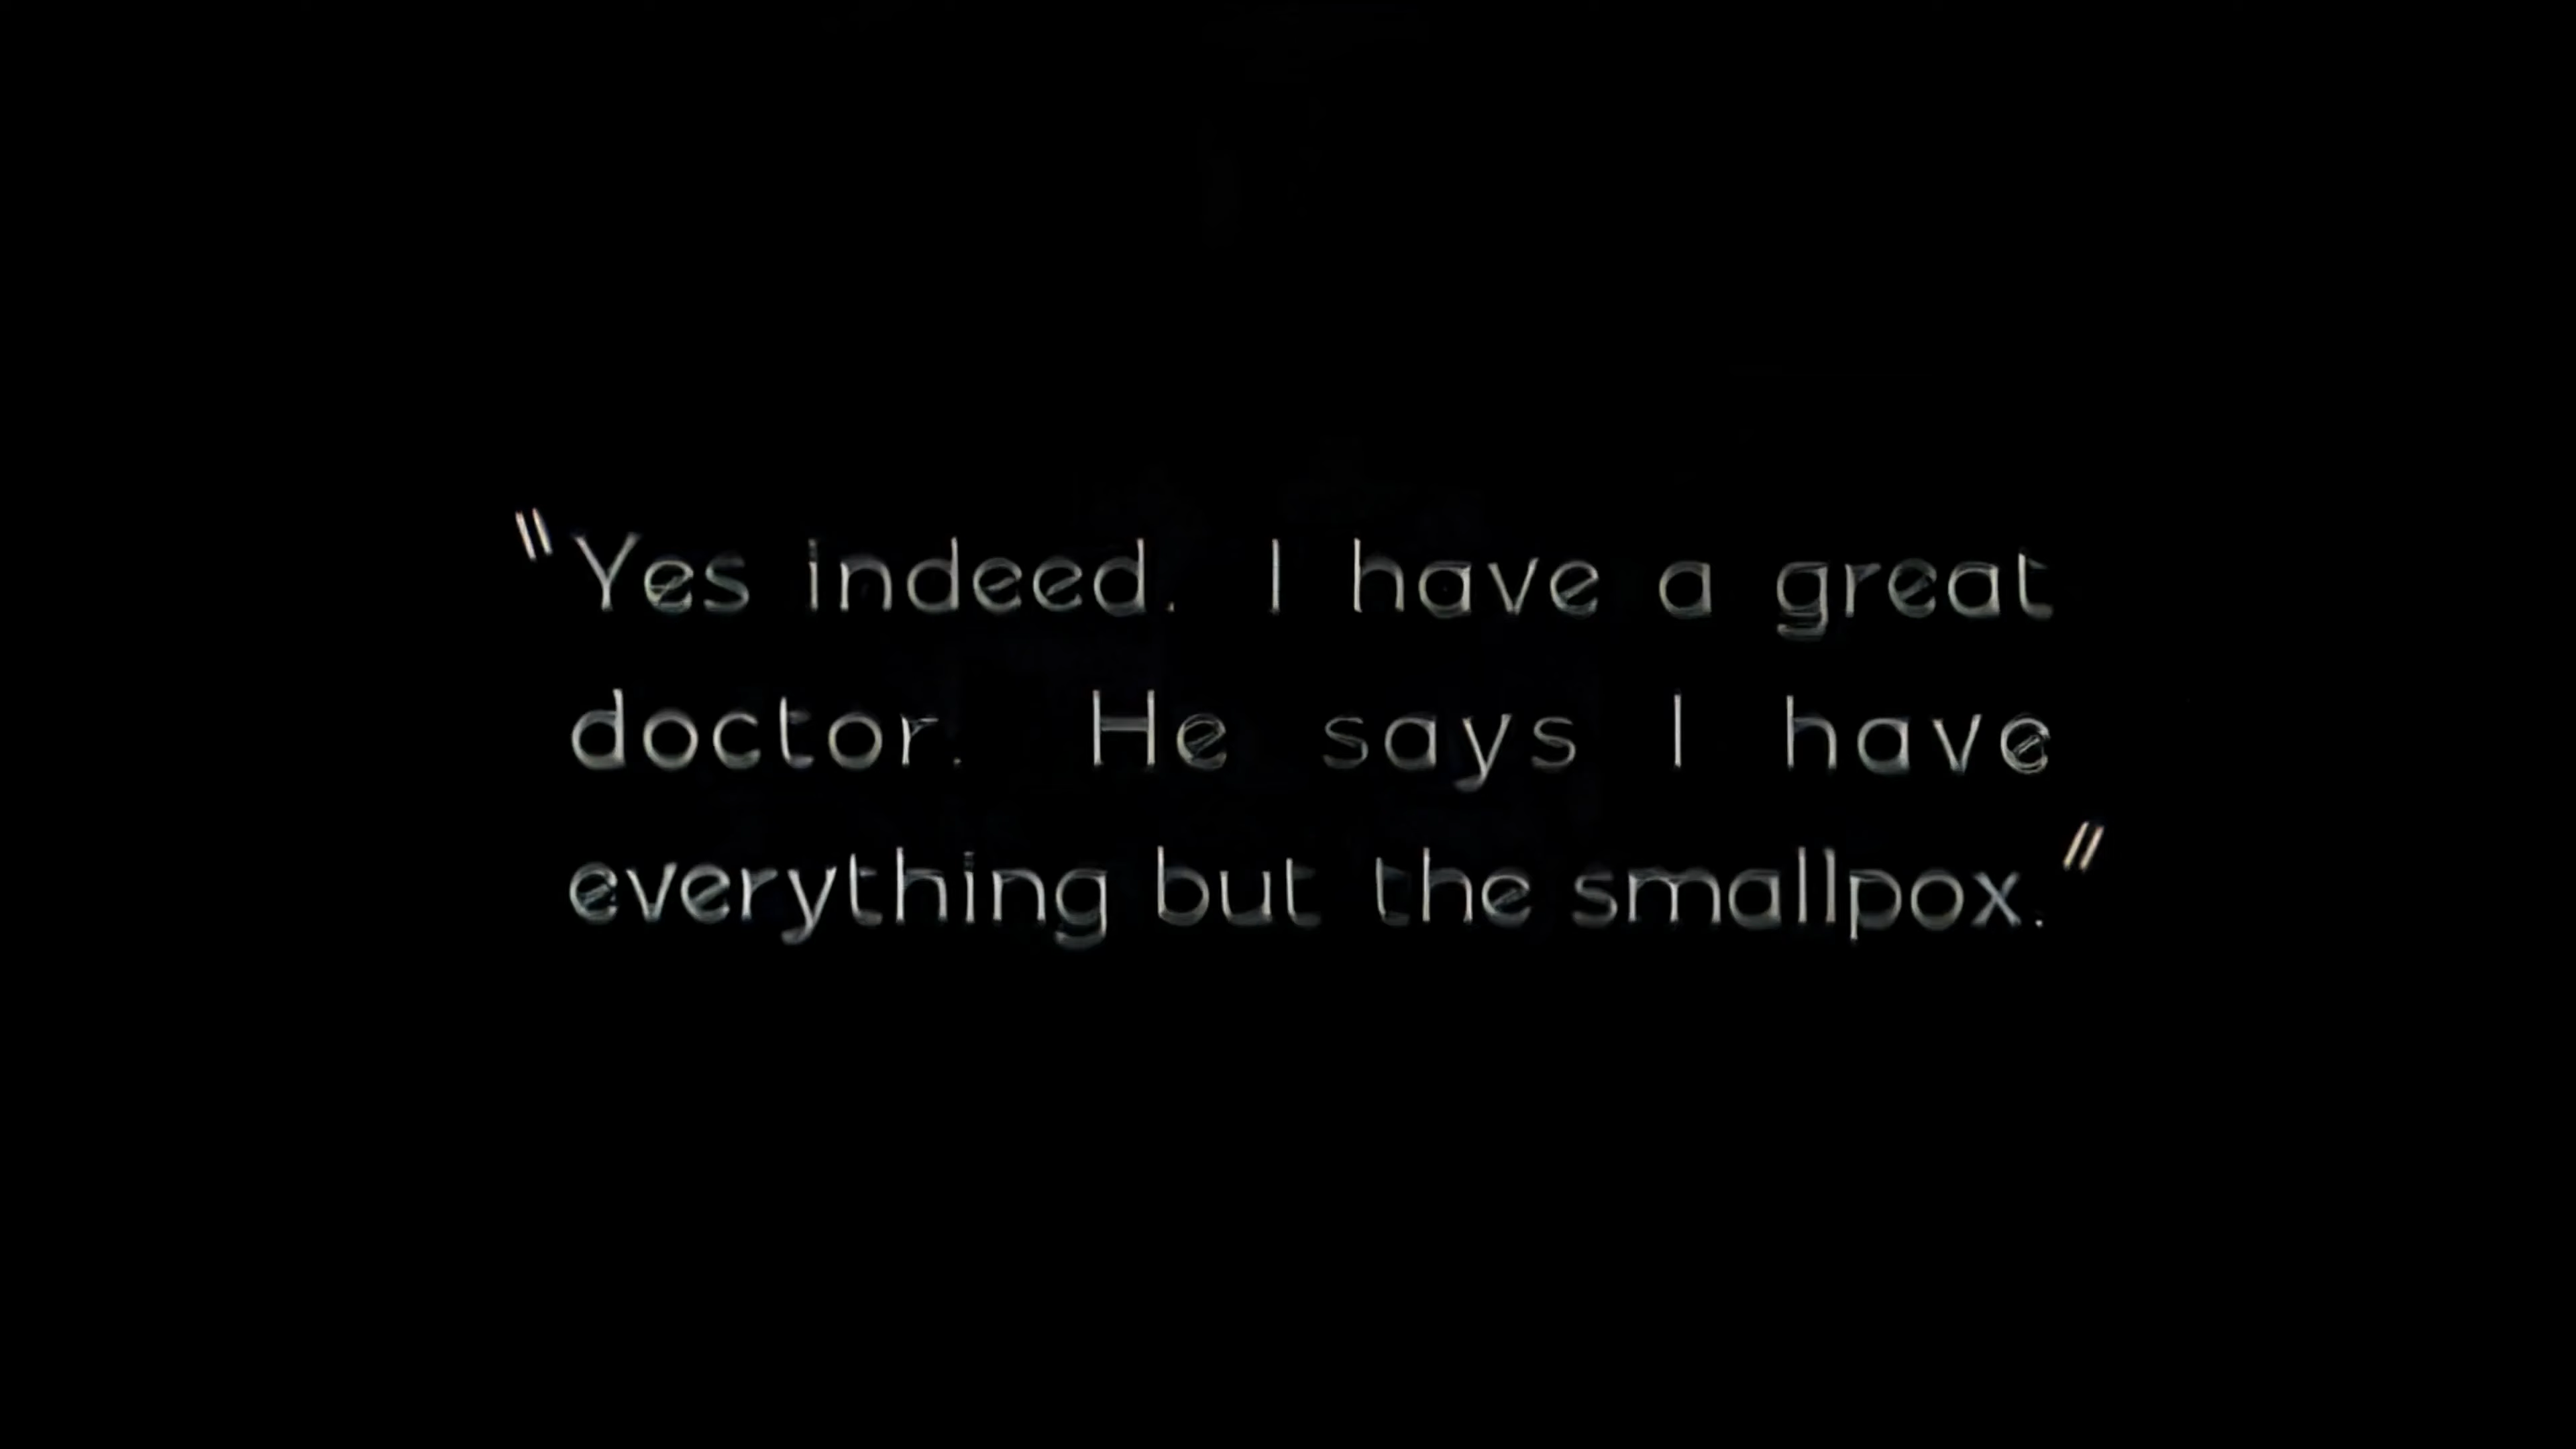 "Yes indeed. I have a great
doctor. He says I have
everything but the smallpox."